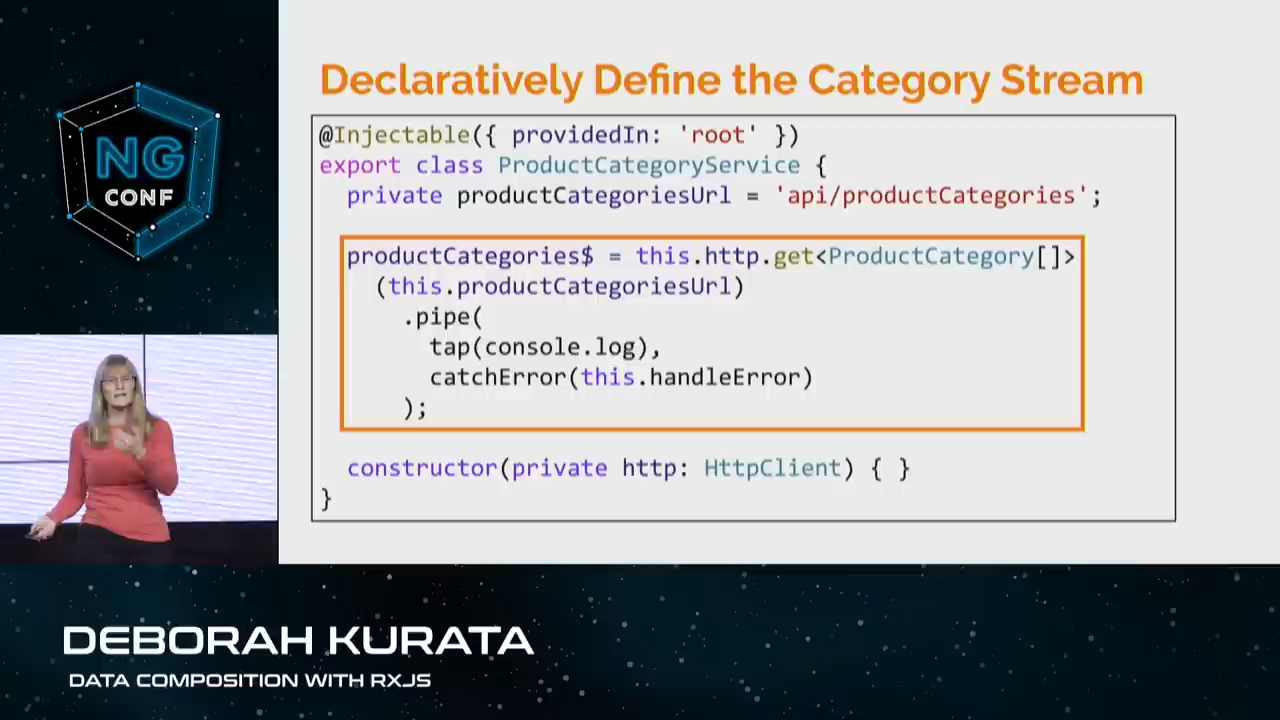 NG
CONF
Declaratively Define the Category Stream
@Injectable({ providedIn: 'root' })
export class ProductCategoryService {
private productCategoriesUrl = 'api/productCategories';
productCategories$ = this.http.get<ProductCategory[]>
(this.productCategoriesUrl)
.pipe(
tap(console.log),
catchError(this.handleError)
);
constructor(private http: HttpClient) { }
}
DEBORAH KURATA
DATA COMPOSITION WITH RXJS